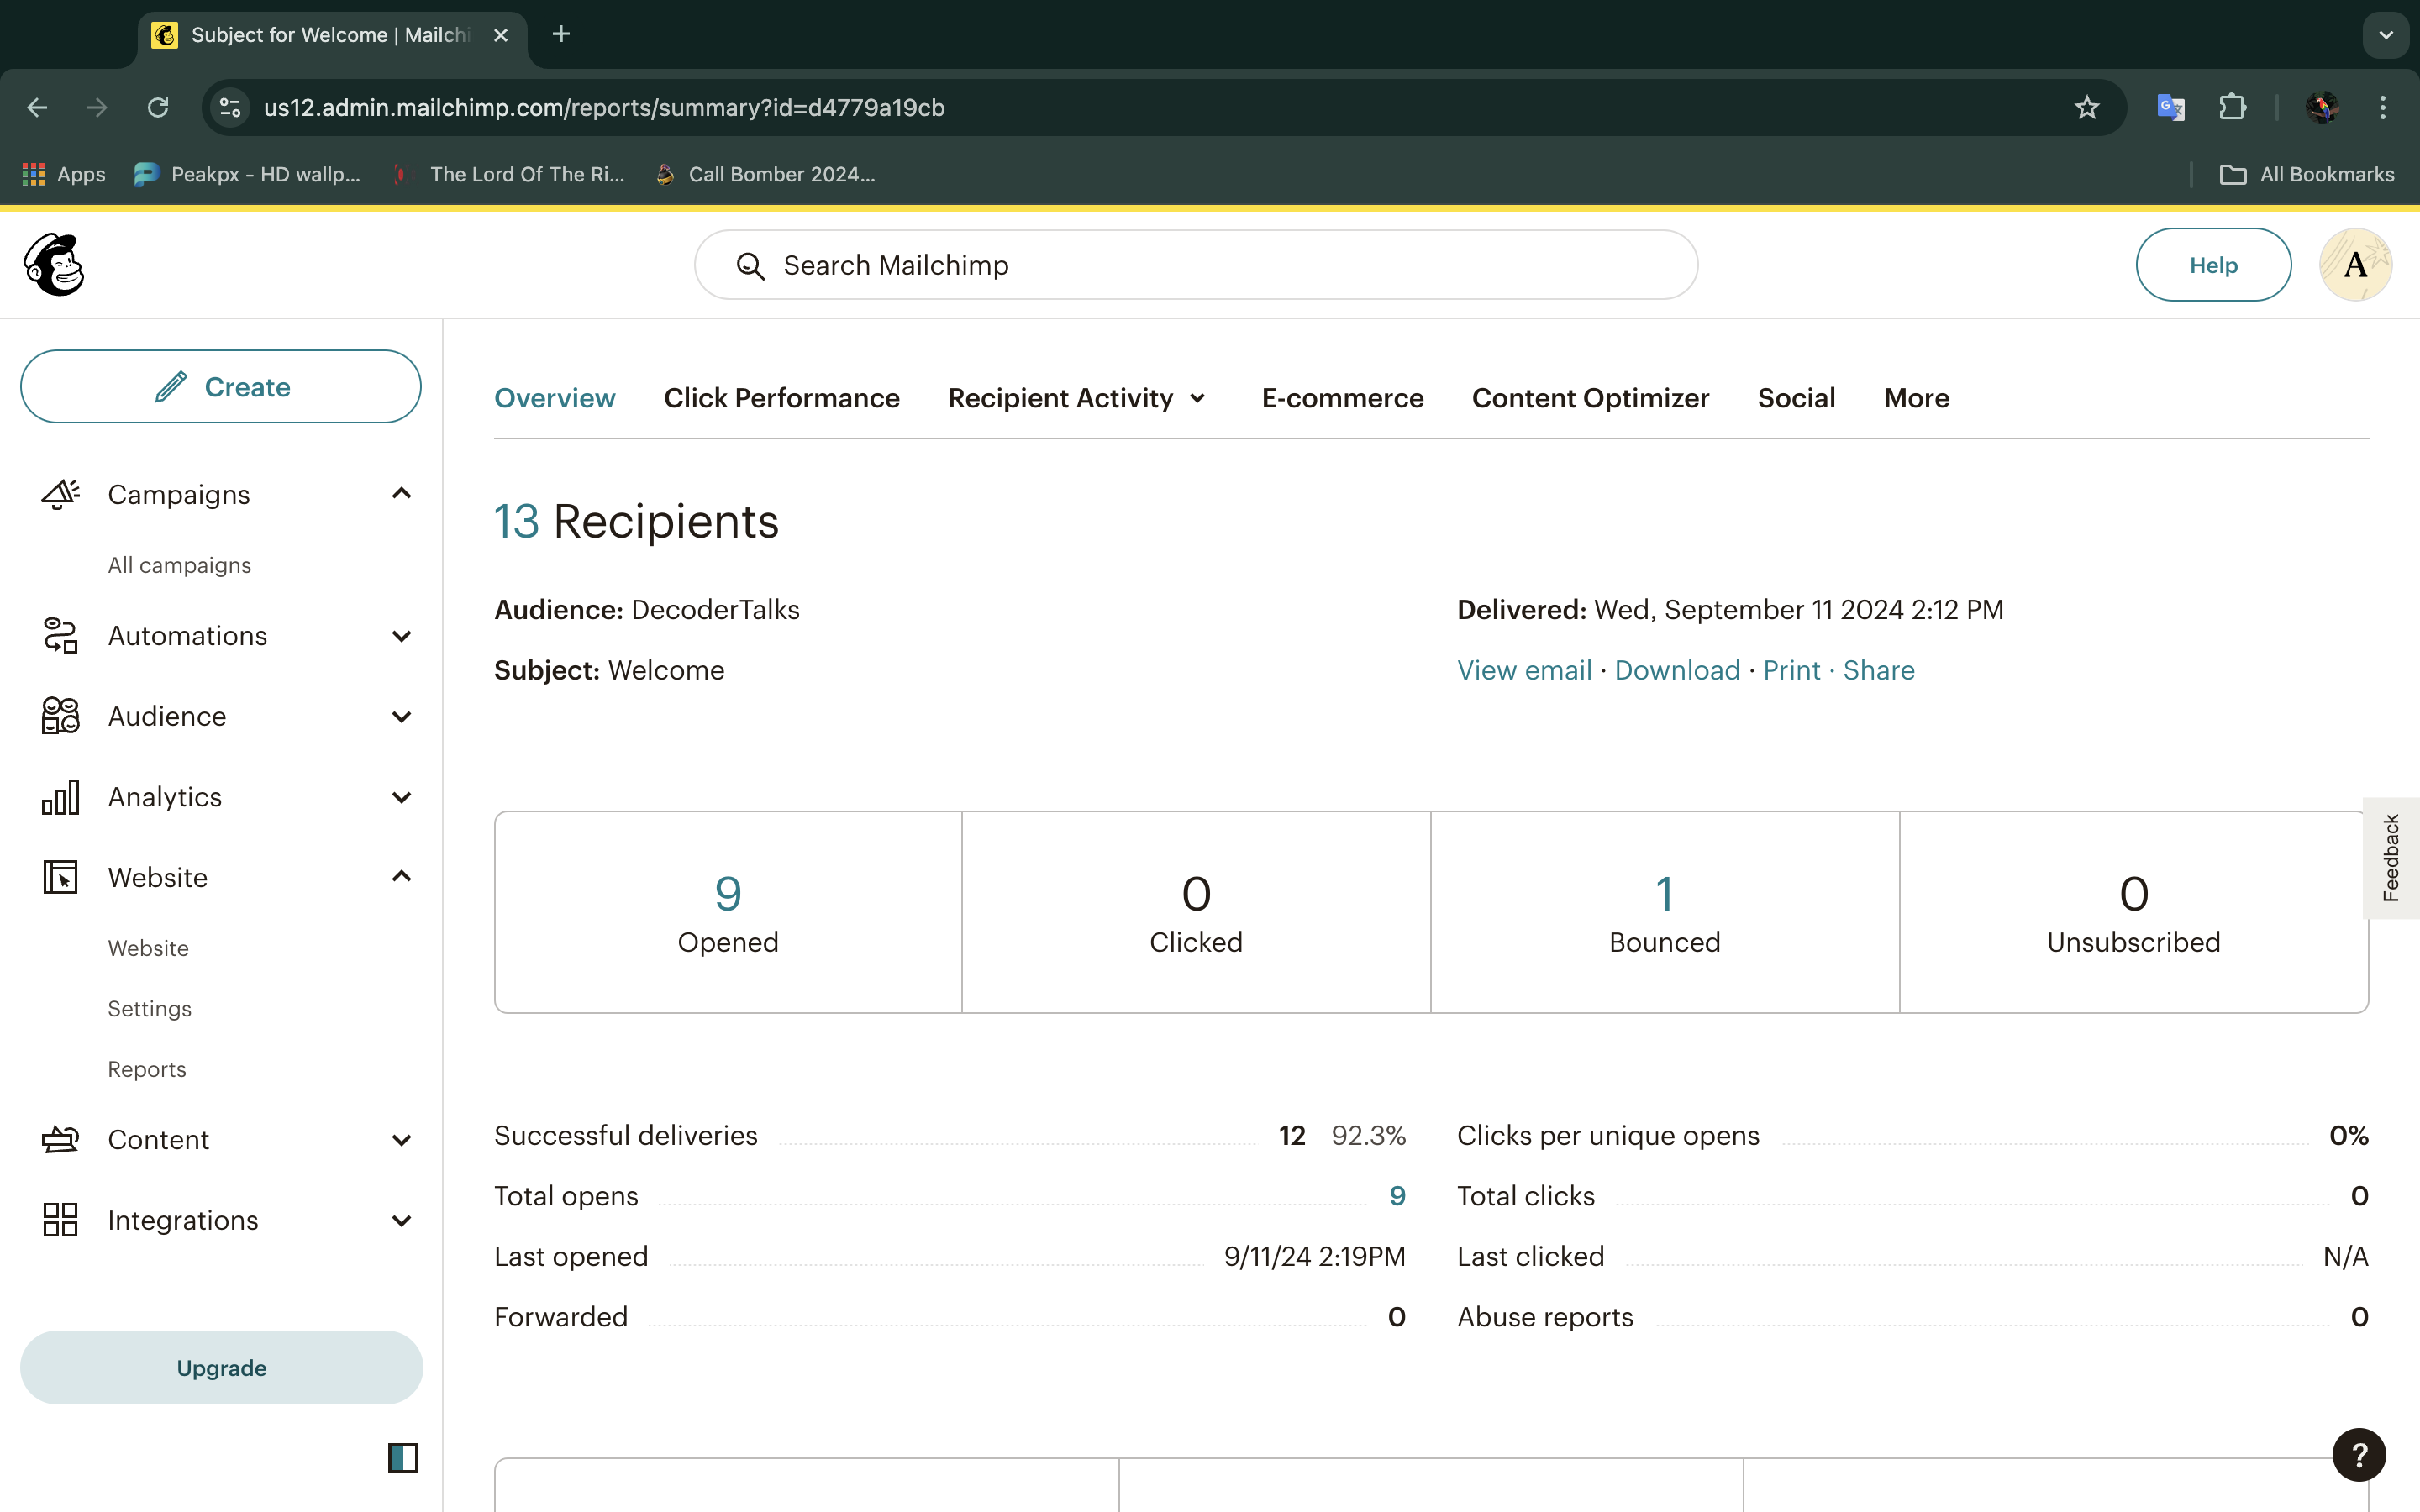 Subject for Welcome | Mailchi
us12.admin.mailchimp.com/reports/summary?id=d4779a19cb
Apps
Peakpx - HD wallp...
The Lord Of The Ri...
Call Bomber 2024...
All Bookmarks
Search Mailchimp
Help
A
Create
Campaigns
All campaigns
Automations
Audience
Analytics
Website
Website
Settings
Reports
Content
Integrations
Upgrade
Overview Click Performance Recipient Activity E-commerce Content Optimizer Social More
13 Recipients
Audience: DecoderTalks
Subject: Welcome
Delivered: Wed, September 11 2024 2:12 PM
View email · Download · Print · Share
9
Opened
0
Clicked
1
Bounced
0
Unsubscribed
Successful deliveries 12 92.3%
Total opens 9
Last opened 9/11/24 2:19PM
Forwarded 0
Clicks per unique opens 0%
Total clicks 0
Last clicked N/A
Abuse reports 0
Feedback
?